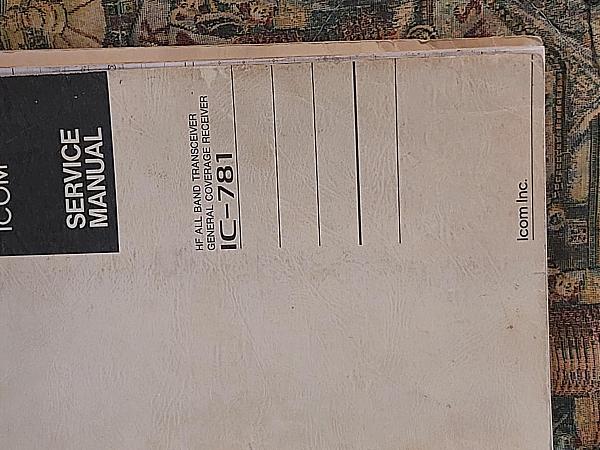 ICOM
SERVICE
MANUAL
HF ALL BAND TRANSCEIVER
GENERAL COVERAGE RECEIVER
IC-781
Icom Inc.